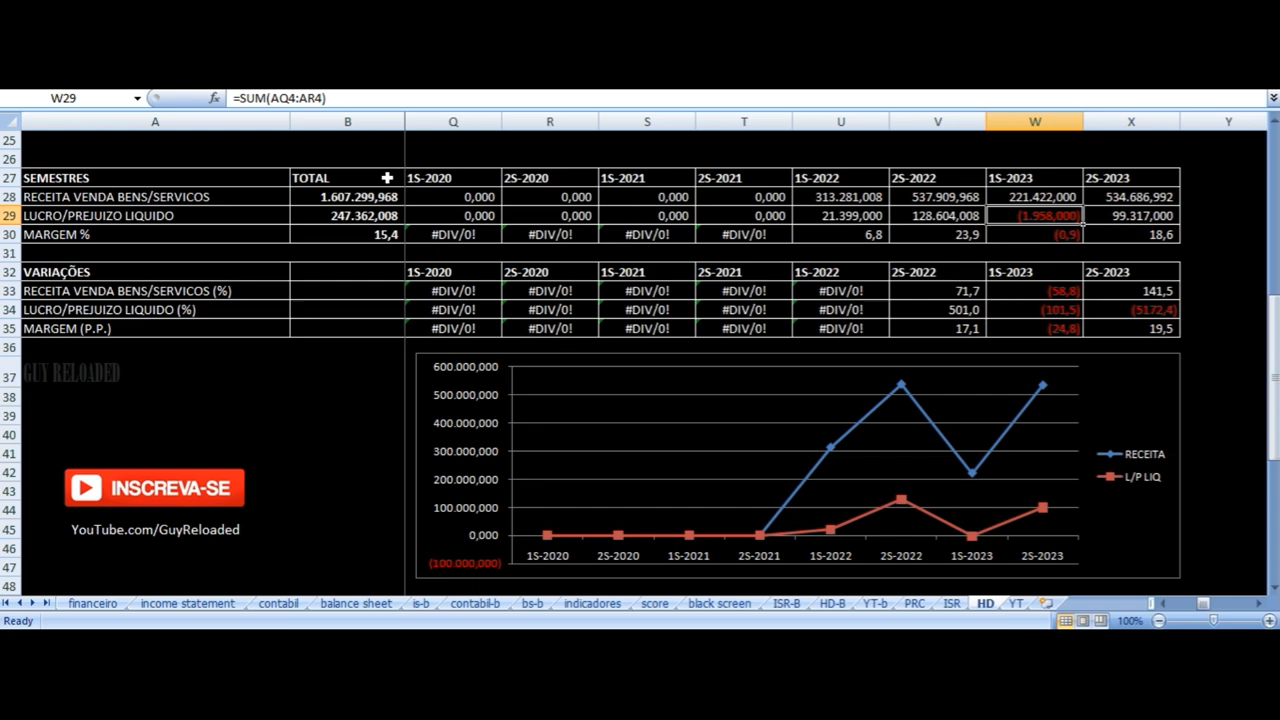 W29 fx =SUM(AQ4:AR4)
A B Q R S T U V W X Y
25
26
27 SEMESTRES TOTAL 1S-2020 2S-2020 1S-2021 2S-2021 1S-2022 2S-2022 1S-2023 2S-2023
28 RECEITA VENDA BENS/SERVICOS 1.607.299,968 0,000 0,000 0,000 0,000 313.281,008 537.909,968 221.422,000 534.686,992
29 LUCRO/PREJUIZO LIQUIDO 247.362,008 0,000 0,000 0,000 0,000 21.399,000 128.604,008 (1.958,000) 99.317,000
30 MARGEM % 15,4 #DIV/0! #DIV/0! #DIV/0! #DIV/0! 6,8 23,9 (0,9) 18,6
31
32 VARIAÇÕES 1S-2020 2S-2020 1S-2021 2S-2021 1S-2022 2S-2022 1S-2023 2S-2023
33 RECEITA VENDA BENS/SERVICOS (%) #DIV/0! #DIV/0! #DIV/0! #DIV/0! #DIV/0! 71,7 (58,8) 141,5
34 LUCRO/PREJUIZO LIQUIDO (%) #DIV/0! #DIV/0! #DIV/0! #DIV/0! #DIV/0! 501,0 (101,5) (5172,4)
35 MARGEM (P.P.) #DIV/0! #DIV/0! #DIV/0! #DIV/0! #DIV/0! 17,1 (24,8) 19,5
36
37 GUY RELOADED
38
39
40
41
42
43
44
45
46
47
48
INSCREVA-SE
YouTube.com/GuyReloaded
600.000,000
500.000,000
400.000,000
300.000,000
200.000,000
100.000,000
0,000
(100.000,000)
1S-2020 2S-2020 1S-2021 2S-2021 1S-2022 2S-2022 1S-2023 2S-2023
RECEITA
L/P LIQ
financeiro income statement contabil balance sheet is-b contabil-b bs-b indicadores score black screen ISR-B HD-B YT-b PRC ISR HD YT
Ready 100%